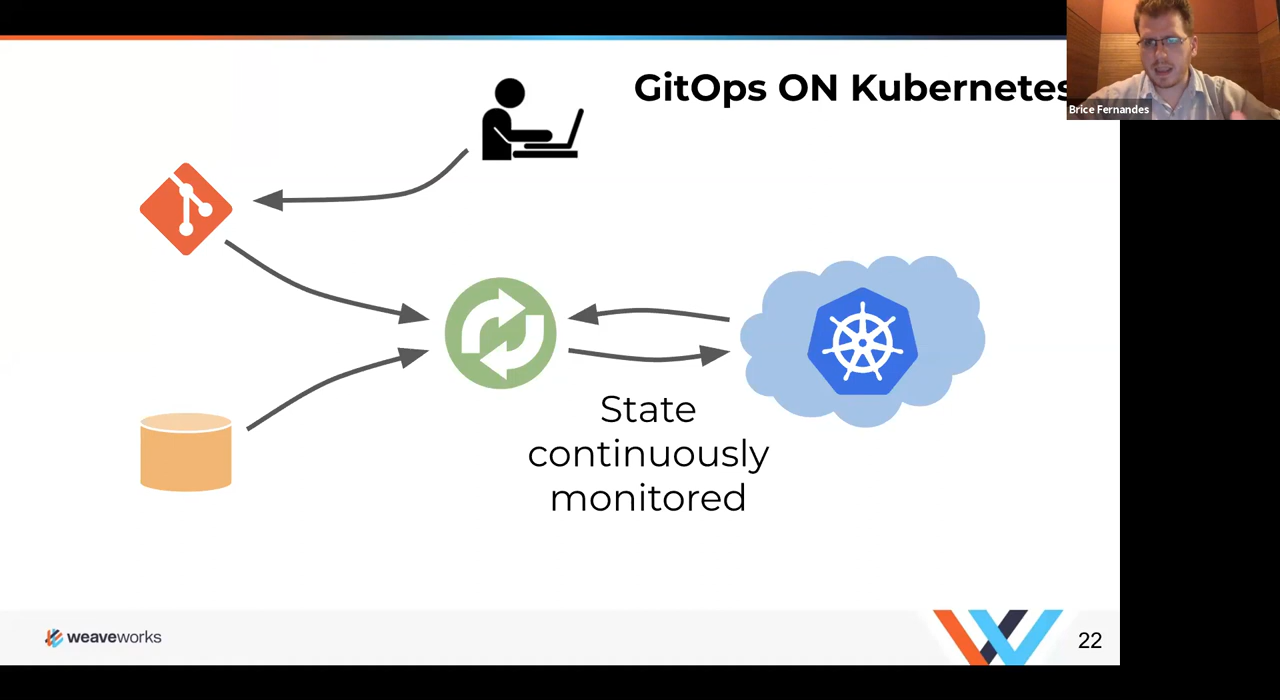 GitOps ON Kubernetes
Brice Fernandes
State
continuously
monitored
weaveworks
22